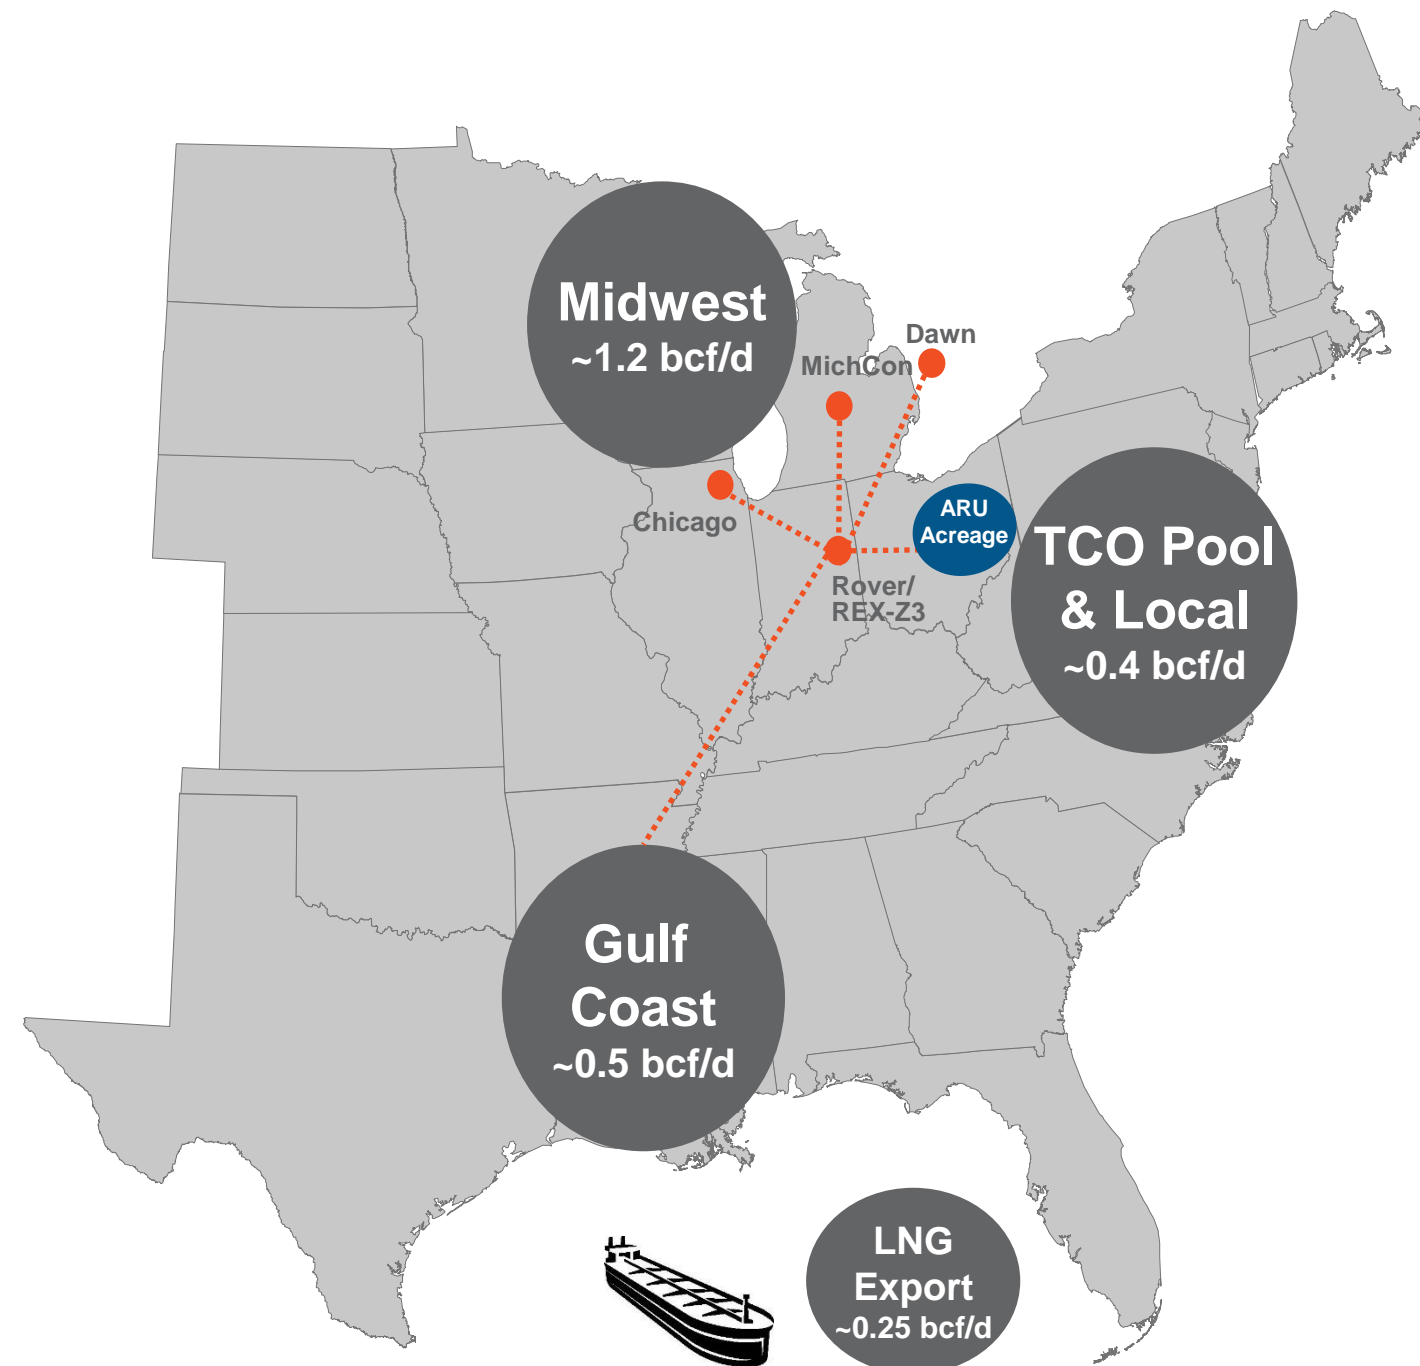 Midwest
~1.2 bcf/d
Dawn
MichCon
Chicago
ARU
Acreage
Rover/
REX-Z3
TCO Pool
& Local
~0.4 bcf/d
Gulf
Coast
~0.5 bcf/d
LNG
Export
~0.25 bcf/d